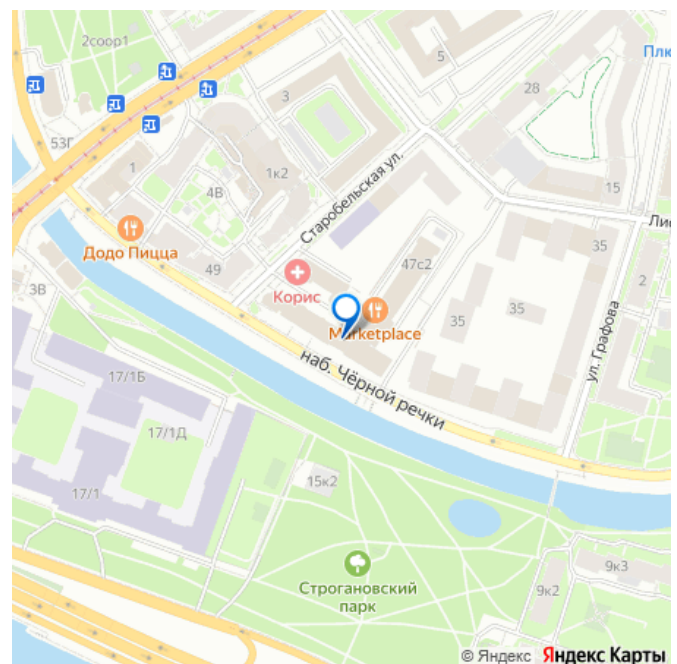 2соор1
5
Плк
28
3
53Г
1
4В
1к2
15
Старобельская ул.
Ли
Додо Пицца
49
Корис
47с2
35
2
3В
Marketplace
35
35
ул. Графова
наб. Чёрной речки
17/1Б
17/1Д
17/1
15к2
Строгановский
парк
9к3
9к2
© Яндекс Яндекс Карты